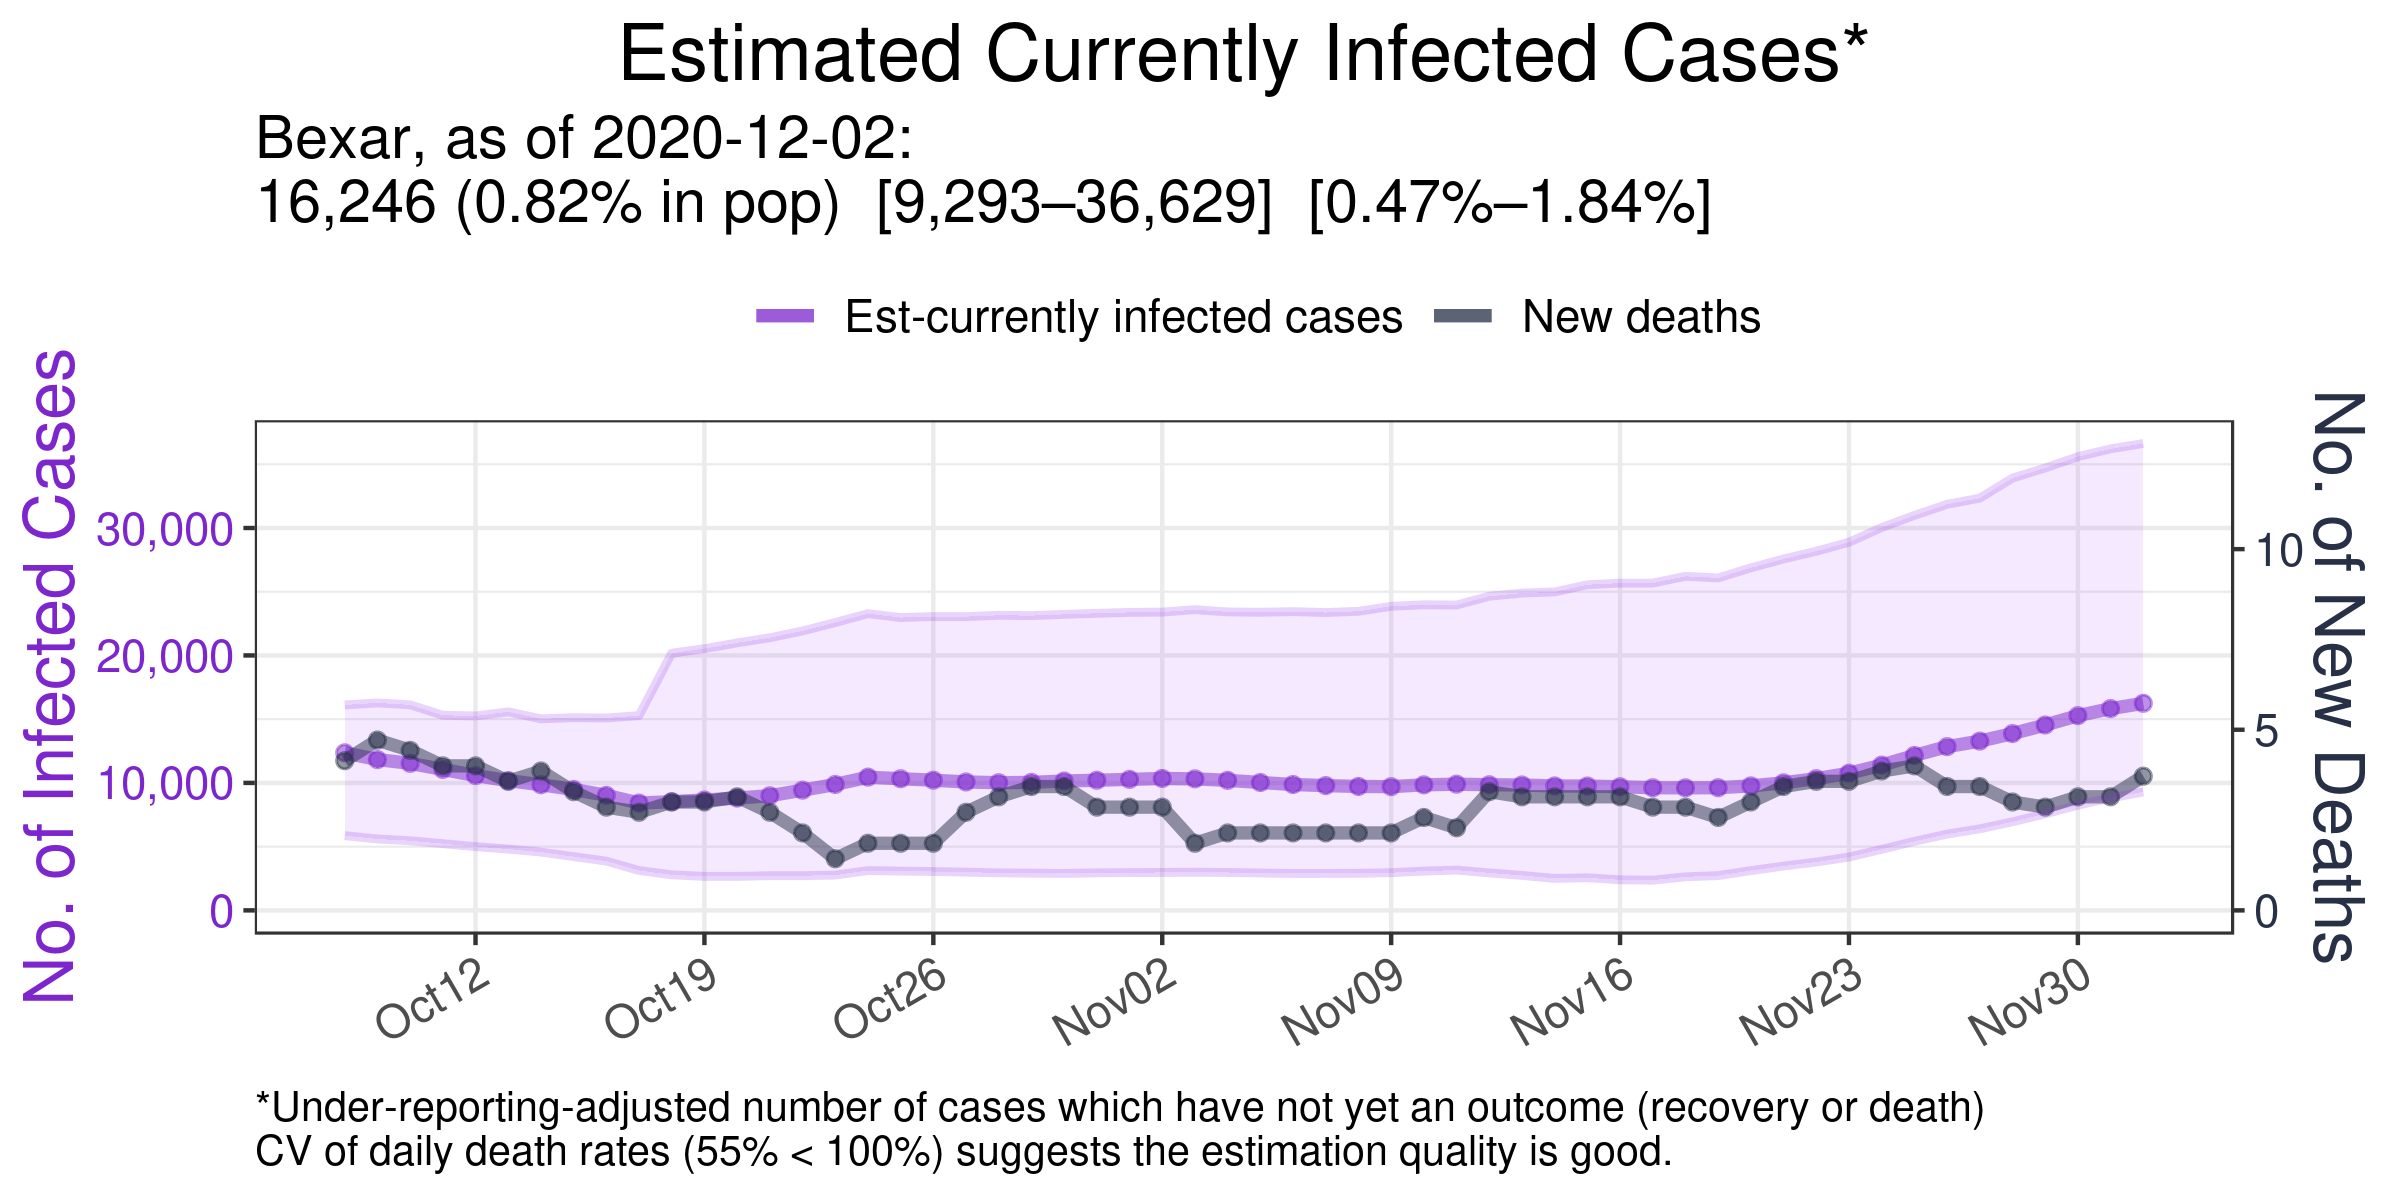 Estimated Currently Infected Cases*
Bexar, as of 2020-12-02:
16,246 (0.82% in pop)  [9,293–36,629]  [0.47%–1.84%]
Est-currently infected cases
New deaths
No. of Infected Cases
30,000
20,000
10,000
0
No. of New Deaths
10
5
0
Oct12
Oct19
Oct26
Nov02
Nov09
Nov16
Nov23
Nov30
*Under-reporting-adjusted number of cases which have not yet an outcome (recovery or death)
CV of daily death rates (55% < 100%) suggests the estimation quality is good.